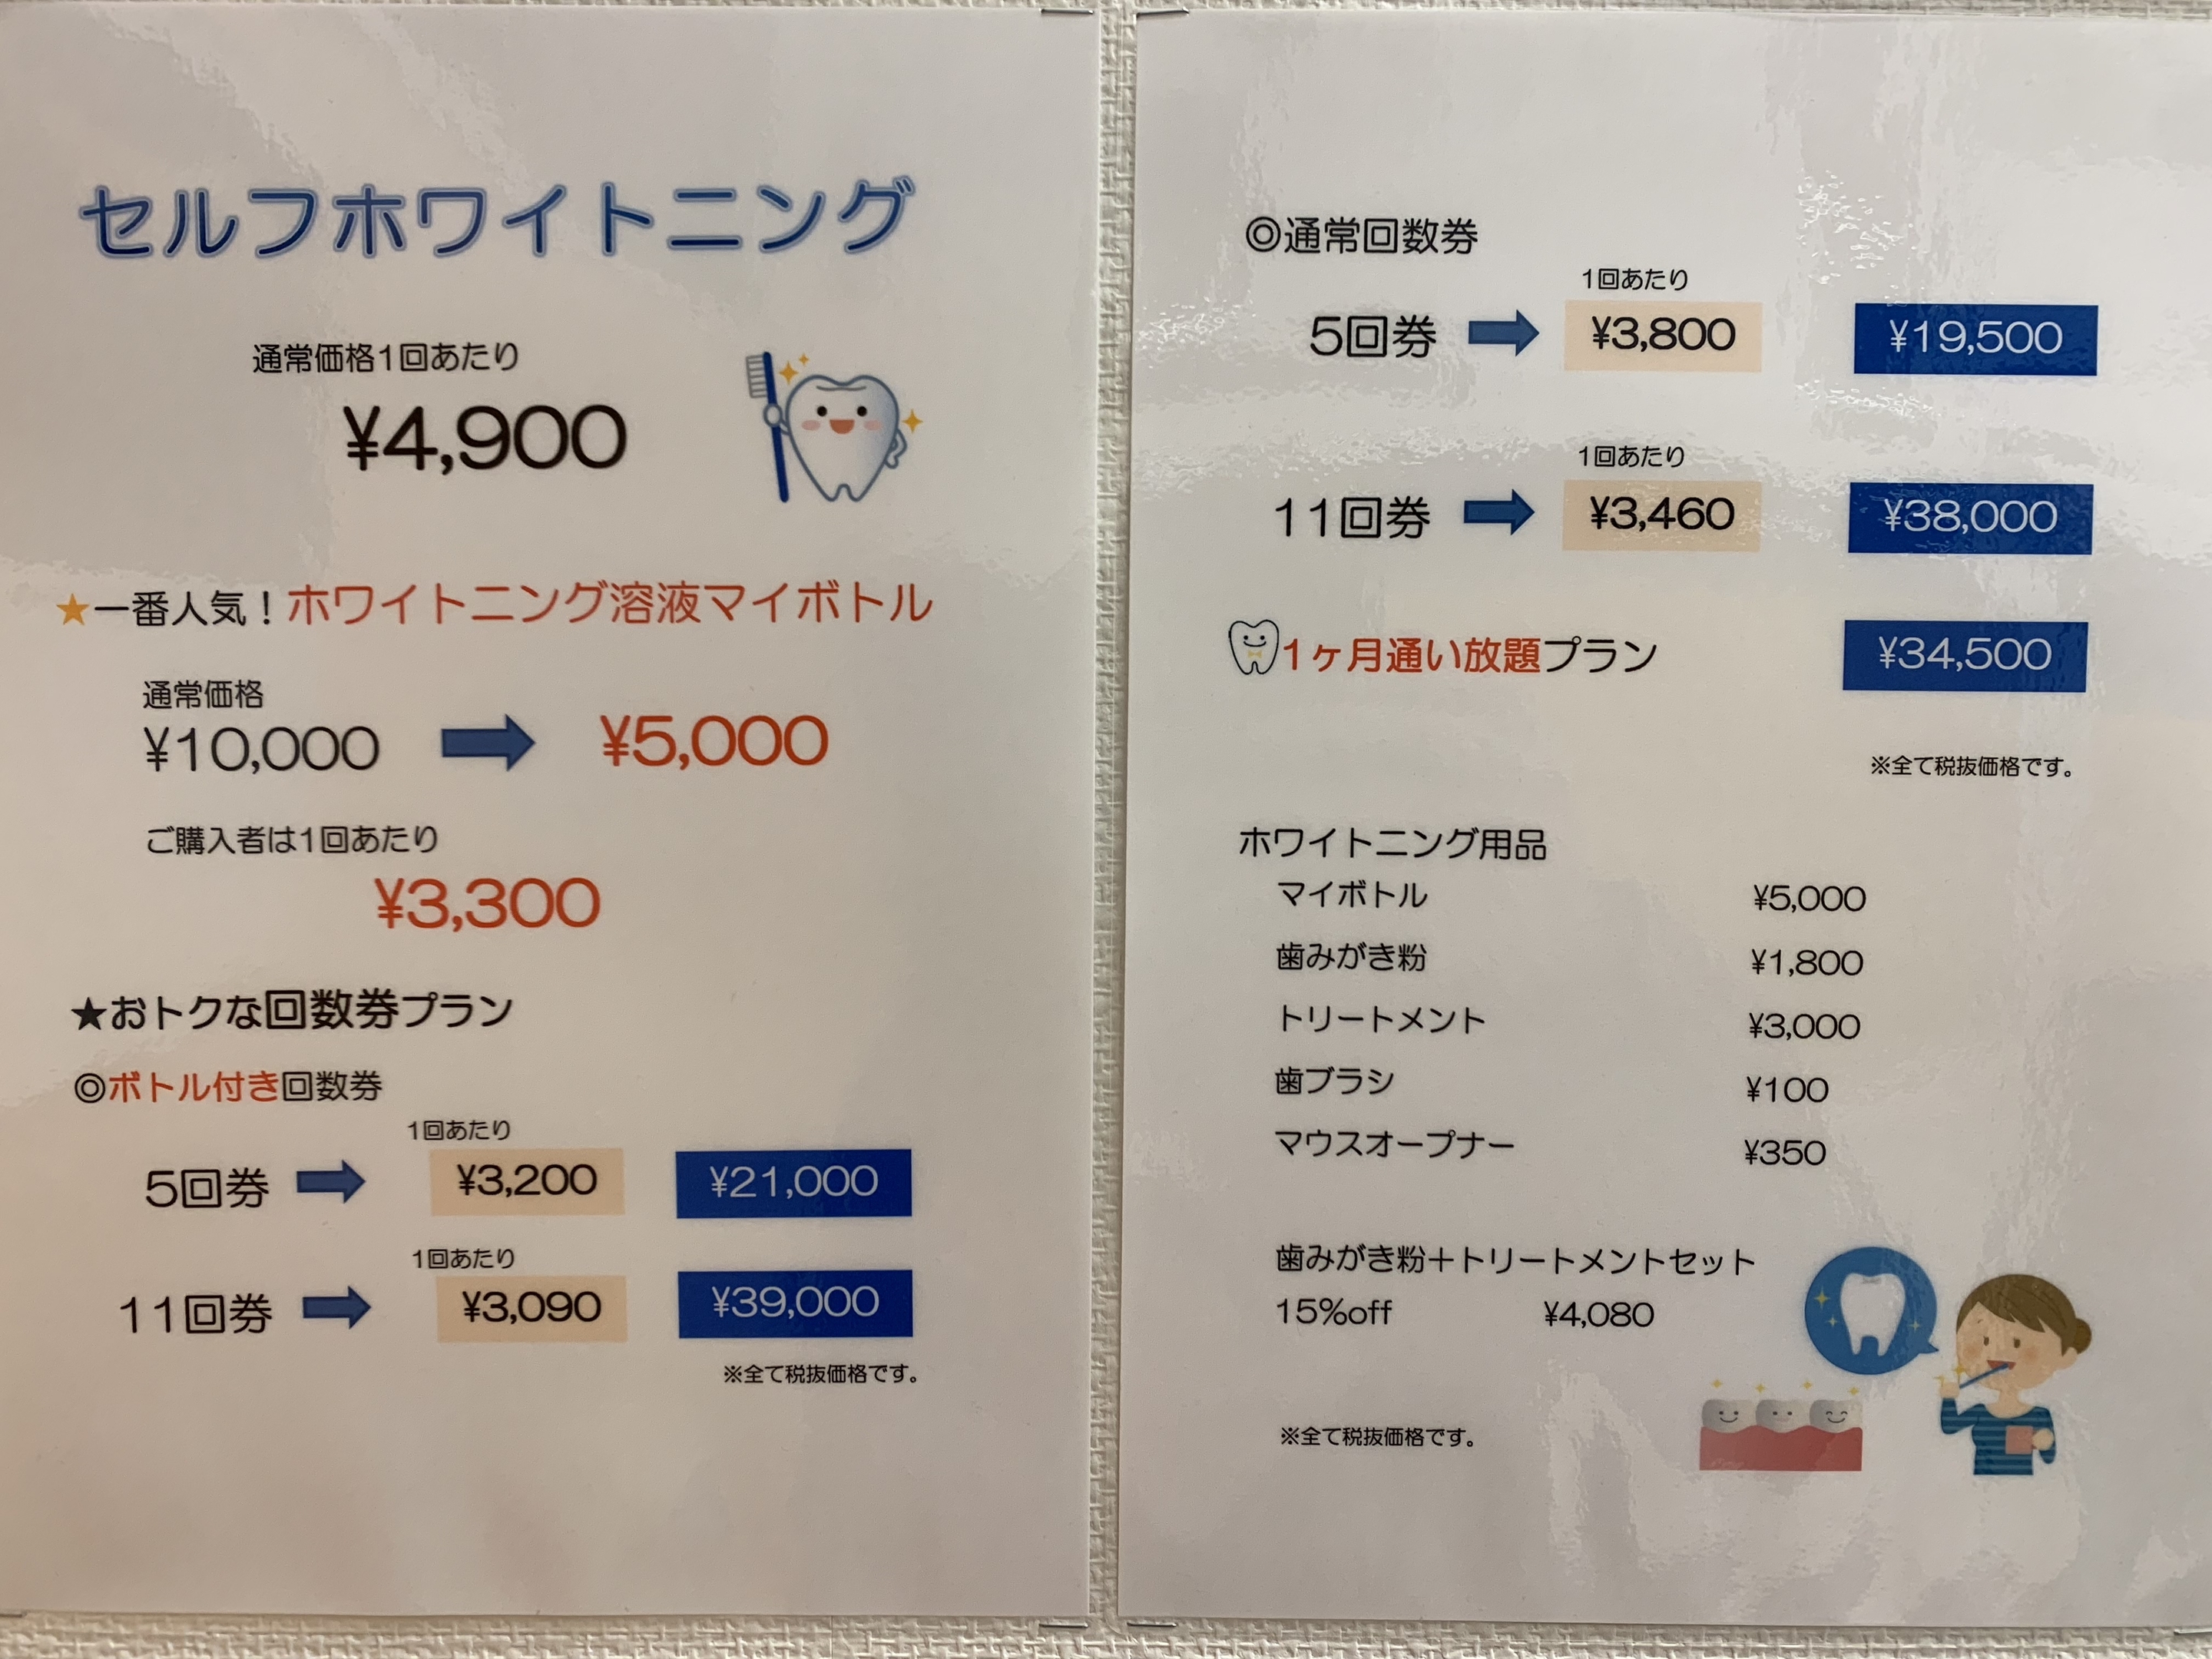 セルフホワイトニング
通常価格1回あたり
¥4,900
★一番人気！ホワイトニング溶液マイボトル
通常価格
¥10,000 ➡ ¥5,000
ご購入者は1回あたり
¥3,300
★おトクな回数券プラン
◎ボトル付き回数券
1回あたり
5回券 ➡ ¥3,200 ¥21,000
1回あたり
11回券 ➡ ¥3,090 ¥39,000
※全て税抜価格です。
◎通常回数券
1回あたり
5回券 ➡ ¥3,800 ¥19,500
1回あたり
11回券 ➡ ¥3,460 ¥38,000
1ヶ月通い放題プラン ¥34,500
※全て税抜価格です。
ホワイトニング用品
マイボトル ¥5,000
歯みがき粉 ¥1,800
トリートメント ¥3,000
歯ブラシ ¥100
マウスオープナー ¥350
歯みがき粉＋トリートメントセット
15%off ¥4,080
※全て税抜価格です。